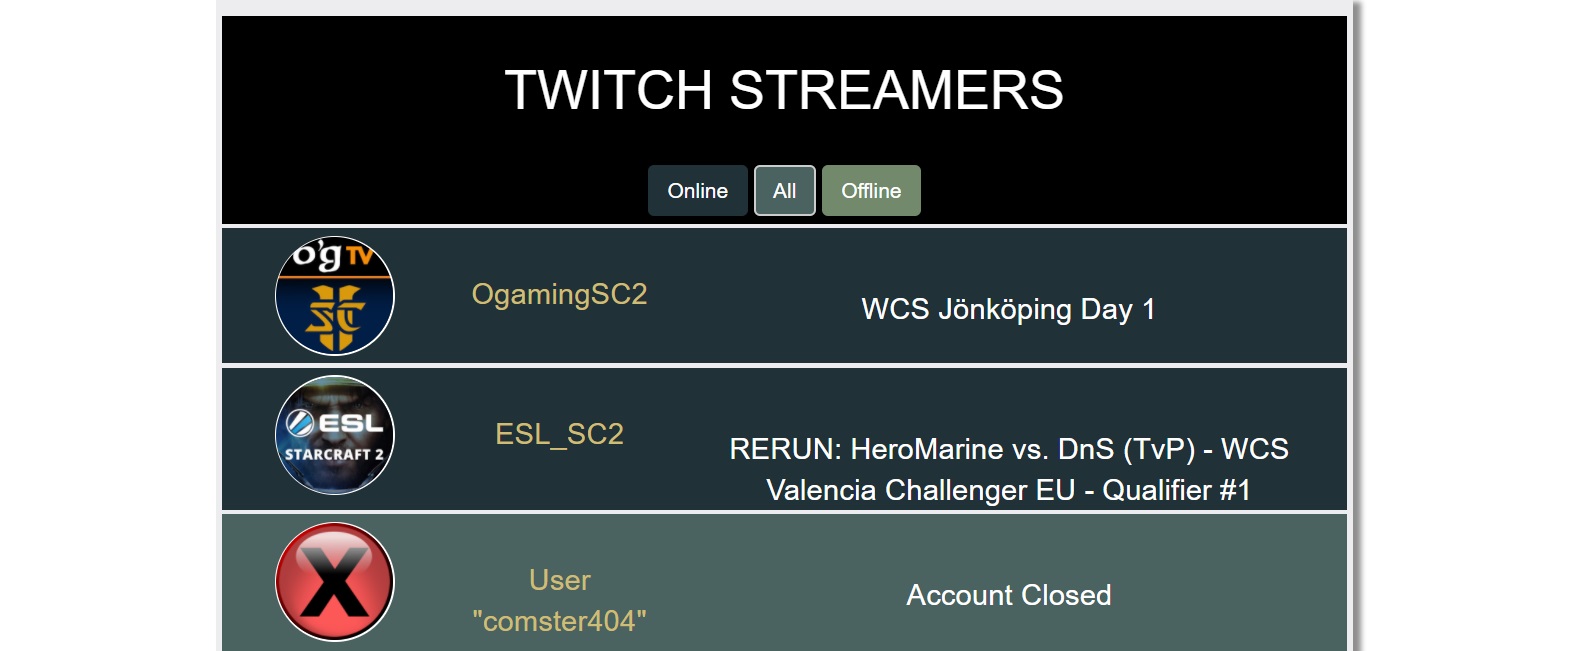 TWITCH STREAMERS
Online All Offline
o'g TV
SC
OgamingSC2
WCS Jönköping Day 1
ESL
STARCRAFT 2
ESL_SC2
RERUN: HeroMarine vs. DnS (TvP) - WCS
Valencia Challenger EU - Qualifier #1
X
User
"comster404"
Account Closed